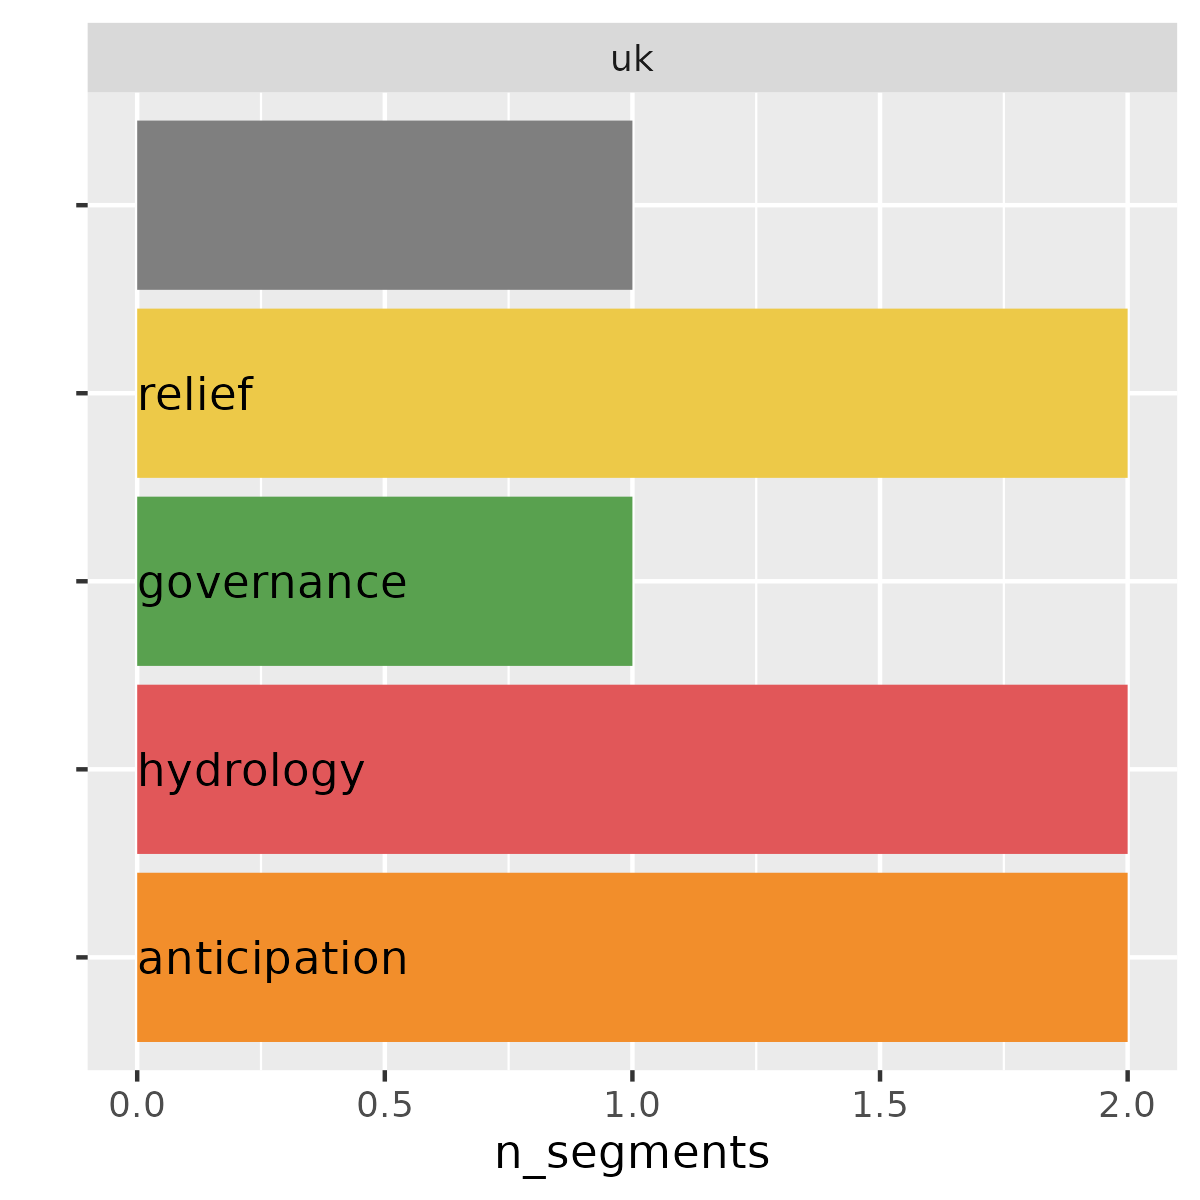 uk
relief
governance
hydrology
anticipation
0.0 0.5 1.0 1.5 2.0
n_segments